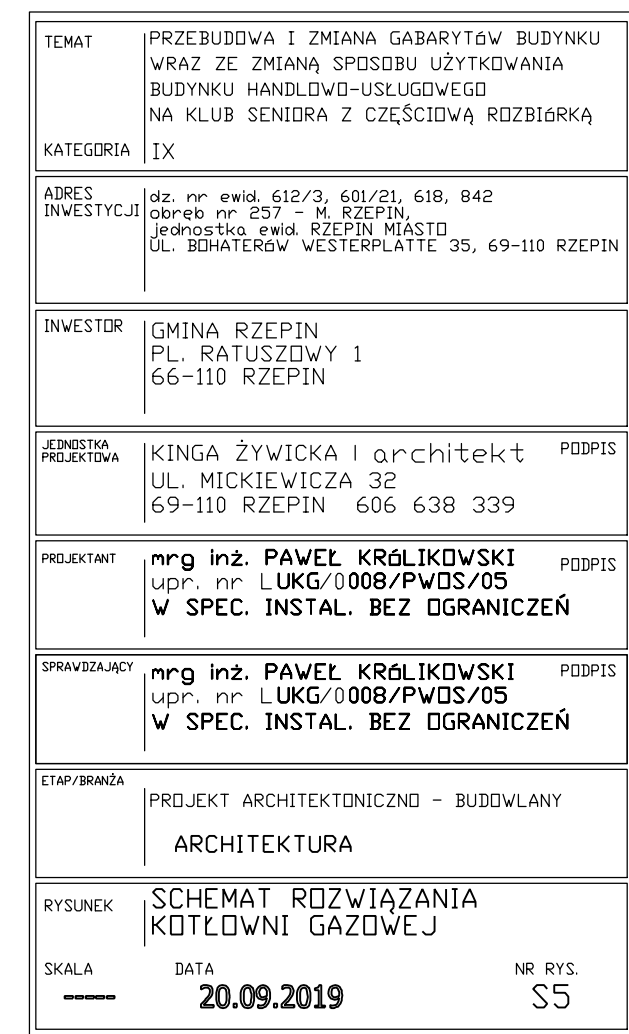 TEMAT PRZEBUDOWA I ZMIANA GABARYTóW BUDYNKU
WRAZ ZE ZMIANĄ SPOSOBU UŻYTKOWANIA
BUDYNKU HANDLOWO-USŁUGOWEGO
NA KLUB SENIORA Z CZĘŚCIOWĄ ROZBIóRKĄ
KATEGORIA IX
ADRES INWESTYCJI
dz. nr ewid. 612/3, 601/21, 618, 842
obręb nr 257 - M. RZEPIN,
jednostka ewid. RZEPIN MIASTO
UL. BOHATERóW WESTERPLATTE 35, 69-110 RZEPIN
INWESTOR GMINA RZEPIN
PL. RATUSZOWY 1
66-110 RZEPIN
JEDNOSTKA PROJEKTOWA
KINGA ŻYWICKA | architekt PODPIS
UL. MICKIEWICZA 32
69-110 RZEPIN 606 638 339
PROJEKTANT mrg inż. PAWEŁ KRóLIKOWSKI PODPIS
upr. nr LUKG/0008/PWOS/05
W SPEC. INSTAL. BEZ OGRANICZEŃ
SPRAWDZAJĄCY mrg inż. PAWEŁ KRóLIKOWSKI PODPIS
upr. nr LUKG/0008/PWOS/05
W SPEC. INSTAL. BEZ OGRANICZEŃ
ETAP/BRANŻA
PROJEKT ARCHITEKTONICZNO - BUDOWLANY
ARCHITEKTURA
RYSUNEK SCHEMAT ROZWIĄZANIA
KOTŁOWNI GAZOWEJ
SKALA DATA NR RYS.
----- 20.09.2019 S5